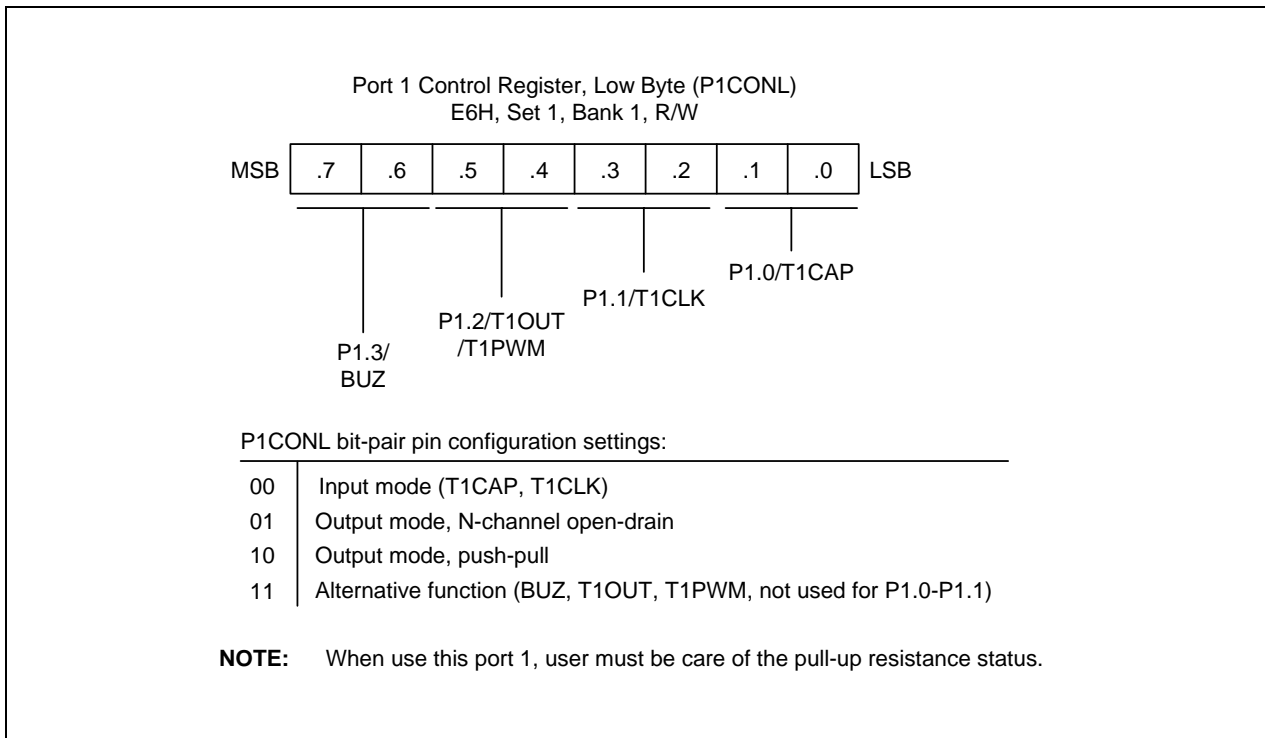 Port 1 Control Register, Low Byte (P1CONL)
E6H, Set 1, Bank 1, R/W
MSB .7 .6 .5 .4 .3 .2 .1 .0 LSB
P1.0/T1CAP
P1.1/T1CLK
P1.2/T1OUT
/T1PWM
P1.3/
BUZ
P1CONL bit-pair pin configuration settings:
00 Input mode (T1CAP, T1CLK)
01 Output mode, N-channel open-drain
10 Output mode, push-pull
11 Alternative function (BUZ, T1OUT, T1PWM, not used for P1.0-P1.1)
NOTE: When use this port 1, user must be care of the pull-up resistance status.